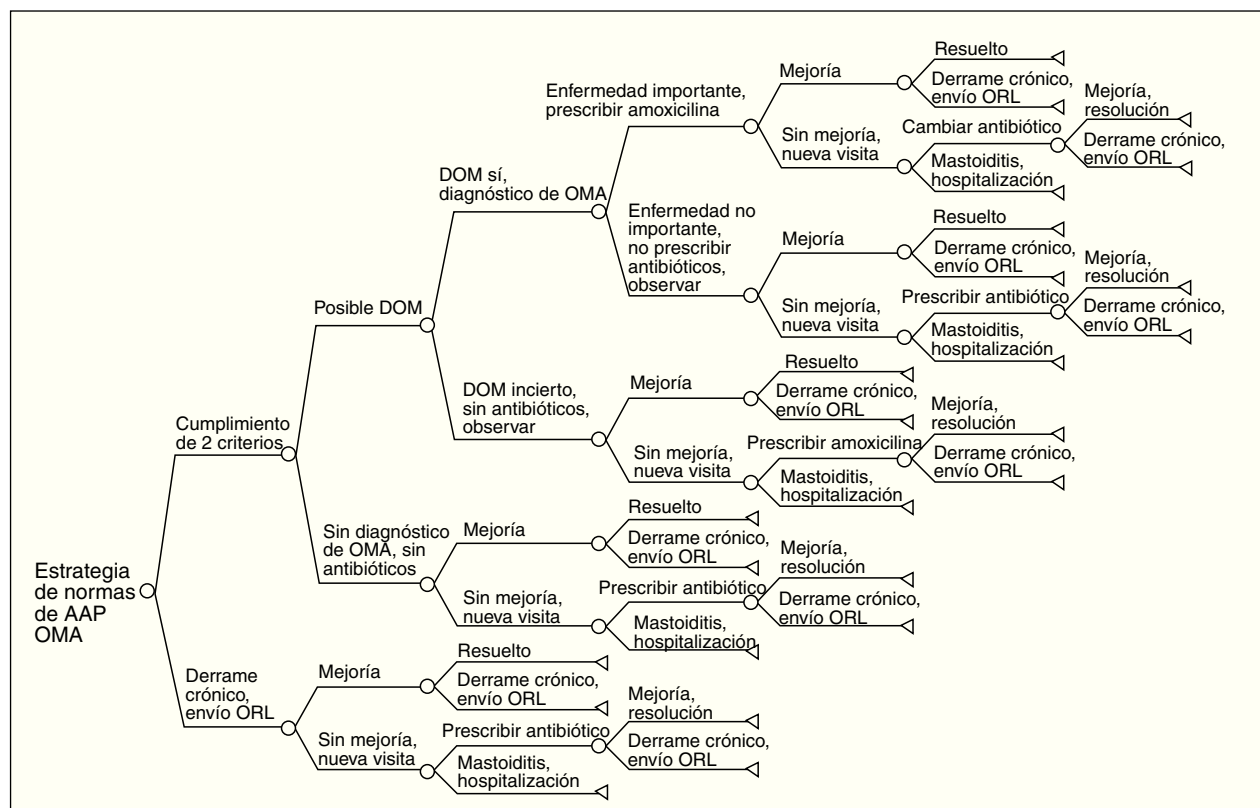 Estrategia
de normas
de AAP
OMA
Cumplimiento
de 2 criterios
Posible DOM
DOM sí,
diagnóstico de OMA
Enfermedad importante,
prescribir amoxicilina
Mejoría
Resuelto
Derrame crónico,
envío ORL
Sin mejoría,
nueva visita
Cambiar antibiótico
Mejoría,
resolución
Derrame crónico,
envío ORL
Mastoiditis,
hospitalización
Enfermedad no
importante,
no prescribir
antibióticos,
observar
Mejoría
Resuelto
Derrame crónico,
envío ORL
Sin mejoría,
nueva visita
Prescribir antibiótico
Mejoría,
resolución
Derrame crónico,
envío ORL
Mastoiditis,
hospitalización
DOM incierto,
sin antibióticos,
observar
Mejoría
Resuelto
Derrame crónico,
envío ORL
Sin mejoría,
nueva visita
Prescribir amoxicilina
Mejoría,
resolución
Derrame crónico,
envío ORL
Mastoiditis,
hospitalización
Sin diagnóstico
de OMA, sin
antibióticos
Mejoría
Resuelto
Derrame crónico,
envío ORL
Sin mejoría,
nueva visita
Prescribir antibiótico
Mejoría,
resolución
Derrame crónico,
envío ORL
Mastoiditis,
hospitalización
Derrame
crónico,
envío ORL
Mejoría
Resuelto
Derrame crónico,
envío ORL
Sin mejoría,
nueva visita
Prescribir antibiótico
Mejoría,
resolución
Derrame crónico,
envío ORL
Mastoiditis,
hospitalización